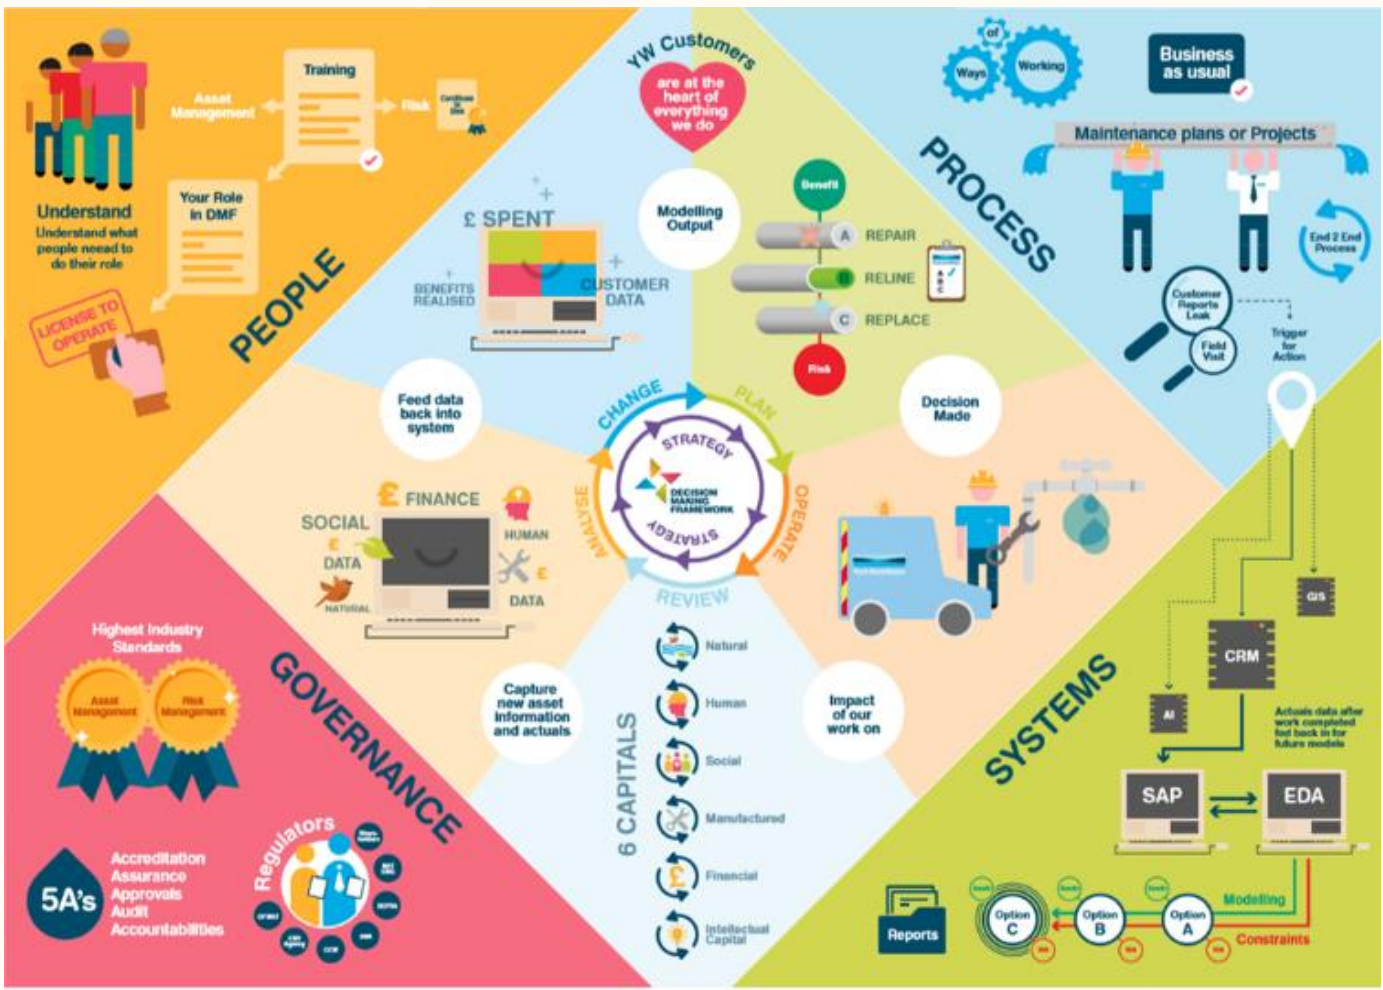 Training
Asset
Management
Risk
Your Role
in DMF
Understand
Understand what
people neead to
do their role
LICENSE TO
OPERATE
PEOPLE
YW Customers
are at the
heart of
everything
we do
Modelling
Output
£ SPENT
BENEFITS
REALISED
CUSTOMER
DATA
Benefit
A REPAIR
B RELINE
C REPLACE
Risk
A
B
C
Ways
of
Working
Business
as usual
Maintenance plans or Projects
PROCESS
End 2 End
Process
Customer
Reports
Leak
Field
Visit
Trigger
for
Action
Feed data
back into
system
Decision
Made
CHANGE
PLAN
OPERATE
REVIEW
ANALYSE
STRATEGY
DECISION
MAKING
FRAMEWORK
STRATEGY
£ FINANCE
SOCIAL
£
DATA
NATURAL
HUMAN
£
DATA
Capture
new asset
Information
and actuals
Impact
of our
work on
6 CAPITALS
Natural
Human
Social
Manufactured
£ Financial
Intellectual
Capital
GOVERNANCE
Highest Industry
Standards
Asset
Management
Risk
Management
5A's
Accreditation
Assurance
Approvals
Audit
Accountabilities
Regulators
OFWAT
CCW
SYSTEMS
GIS
CRM
AI
Actuals data after
work completed
fed back in for
future models
SAP
EDA
Modelling
Constraints
Option
C
Option
B
Option
A
Reports